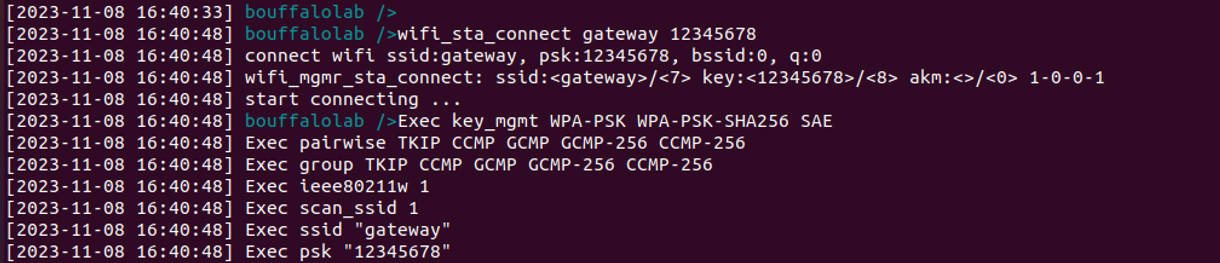 [2023-11-08 16:40:33] bouffalolab />
[2023-11-08 16:40:48] bouffalolab />wifi_sta_connect gateway 12345678
[2023-11-08 16:40:48] connect wifi ssid:gateway, psk:12345678, bssid:0, q:0
[2023-11-08 16:40:48] wifi_mgmr_sta_connect: ssid:<gateway>/<7> key:<12345678>/<8> akm:<>/<0> 1-0-0-1
[2023-11-08 16:40:48] start connecting ...
[2023-11-08 16:40:48] bouffalolab />Exec key_mgmt WPA-PSK WPA-PSK-SHA256 SAE
[2023-11-08 16:40:48] Exec pairwise TKIP CCMP GCMP GCMP-256 CCMP-256
[2023-11-08 16:40:48] Exec group TKIP CCMP GCMP GCMP-256 CCMP-256
[2023-11-08 16:40:48] Exec ieee80211w 1
[2023-11-08 16:40:48] Exec scan_ssid 1
[2023-11-08 16:40:48] Exec ssid "gateway"
[2023-11-08 16:40:48] Exec psk "12345678"